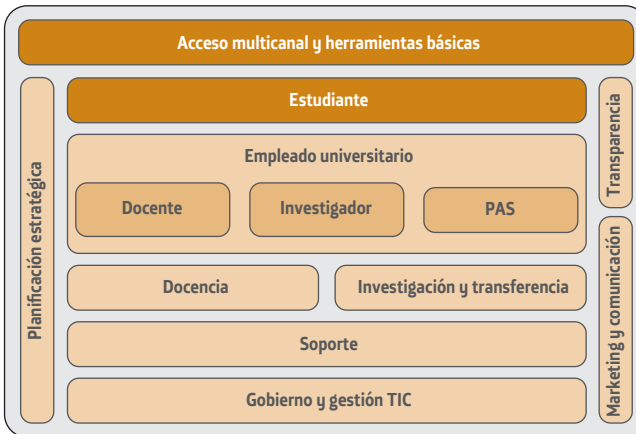 Acceso multicanal y herramientas básicas
Planificación estratégica
Estudiante
Transparencia
Empleado universitario
Docente
Investigador
PAS
Docencia
Investigación y transferencia
Marketing y comunicación
Soporte
Gobierno y gestión TIC